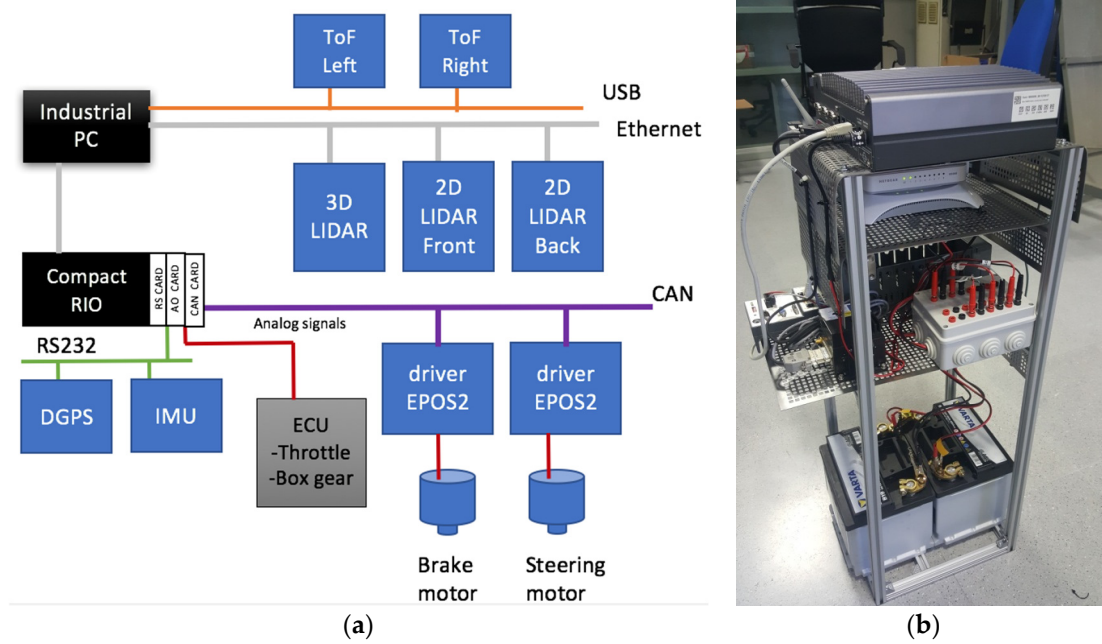 ToF
Left
ToF
Right
USB
Industrial
PC
Ethernet
3D
LIDAR
2D
LIDAR
Front
2D
LIDAR
Back
Compact
RIO
RS CARD
AO CARD
CAN CARD
CAN
Analog signals
RS232
DGPS
IMU
ECU
-Throttle
-Box gear
driver
EPOS2
driver
EPOS2
Brake
motor
Steering
motor
(a)
NETGEAR
VARTA
VARTA
(b)